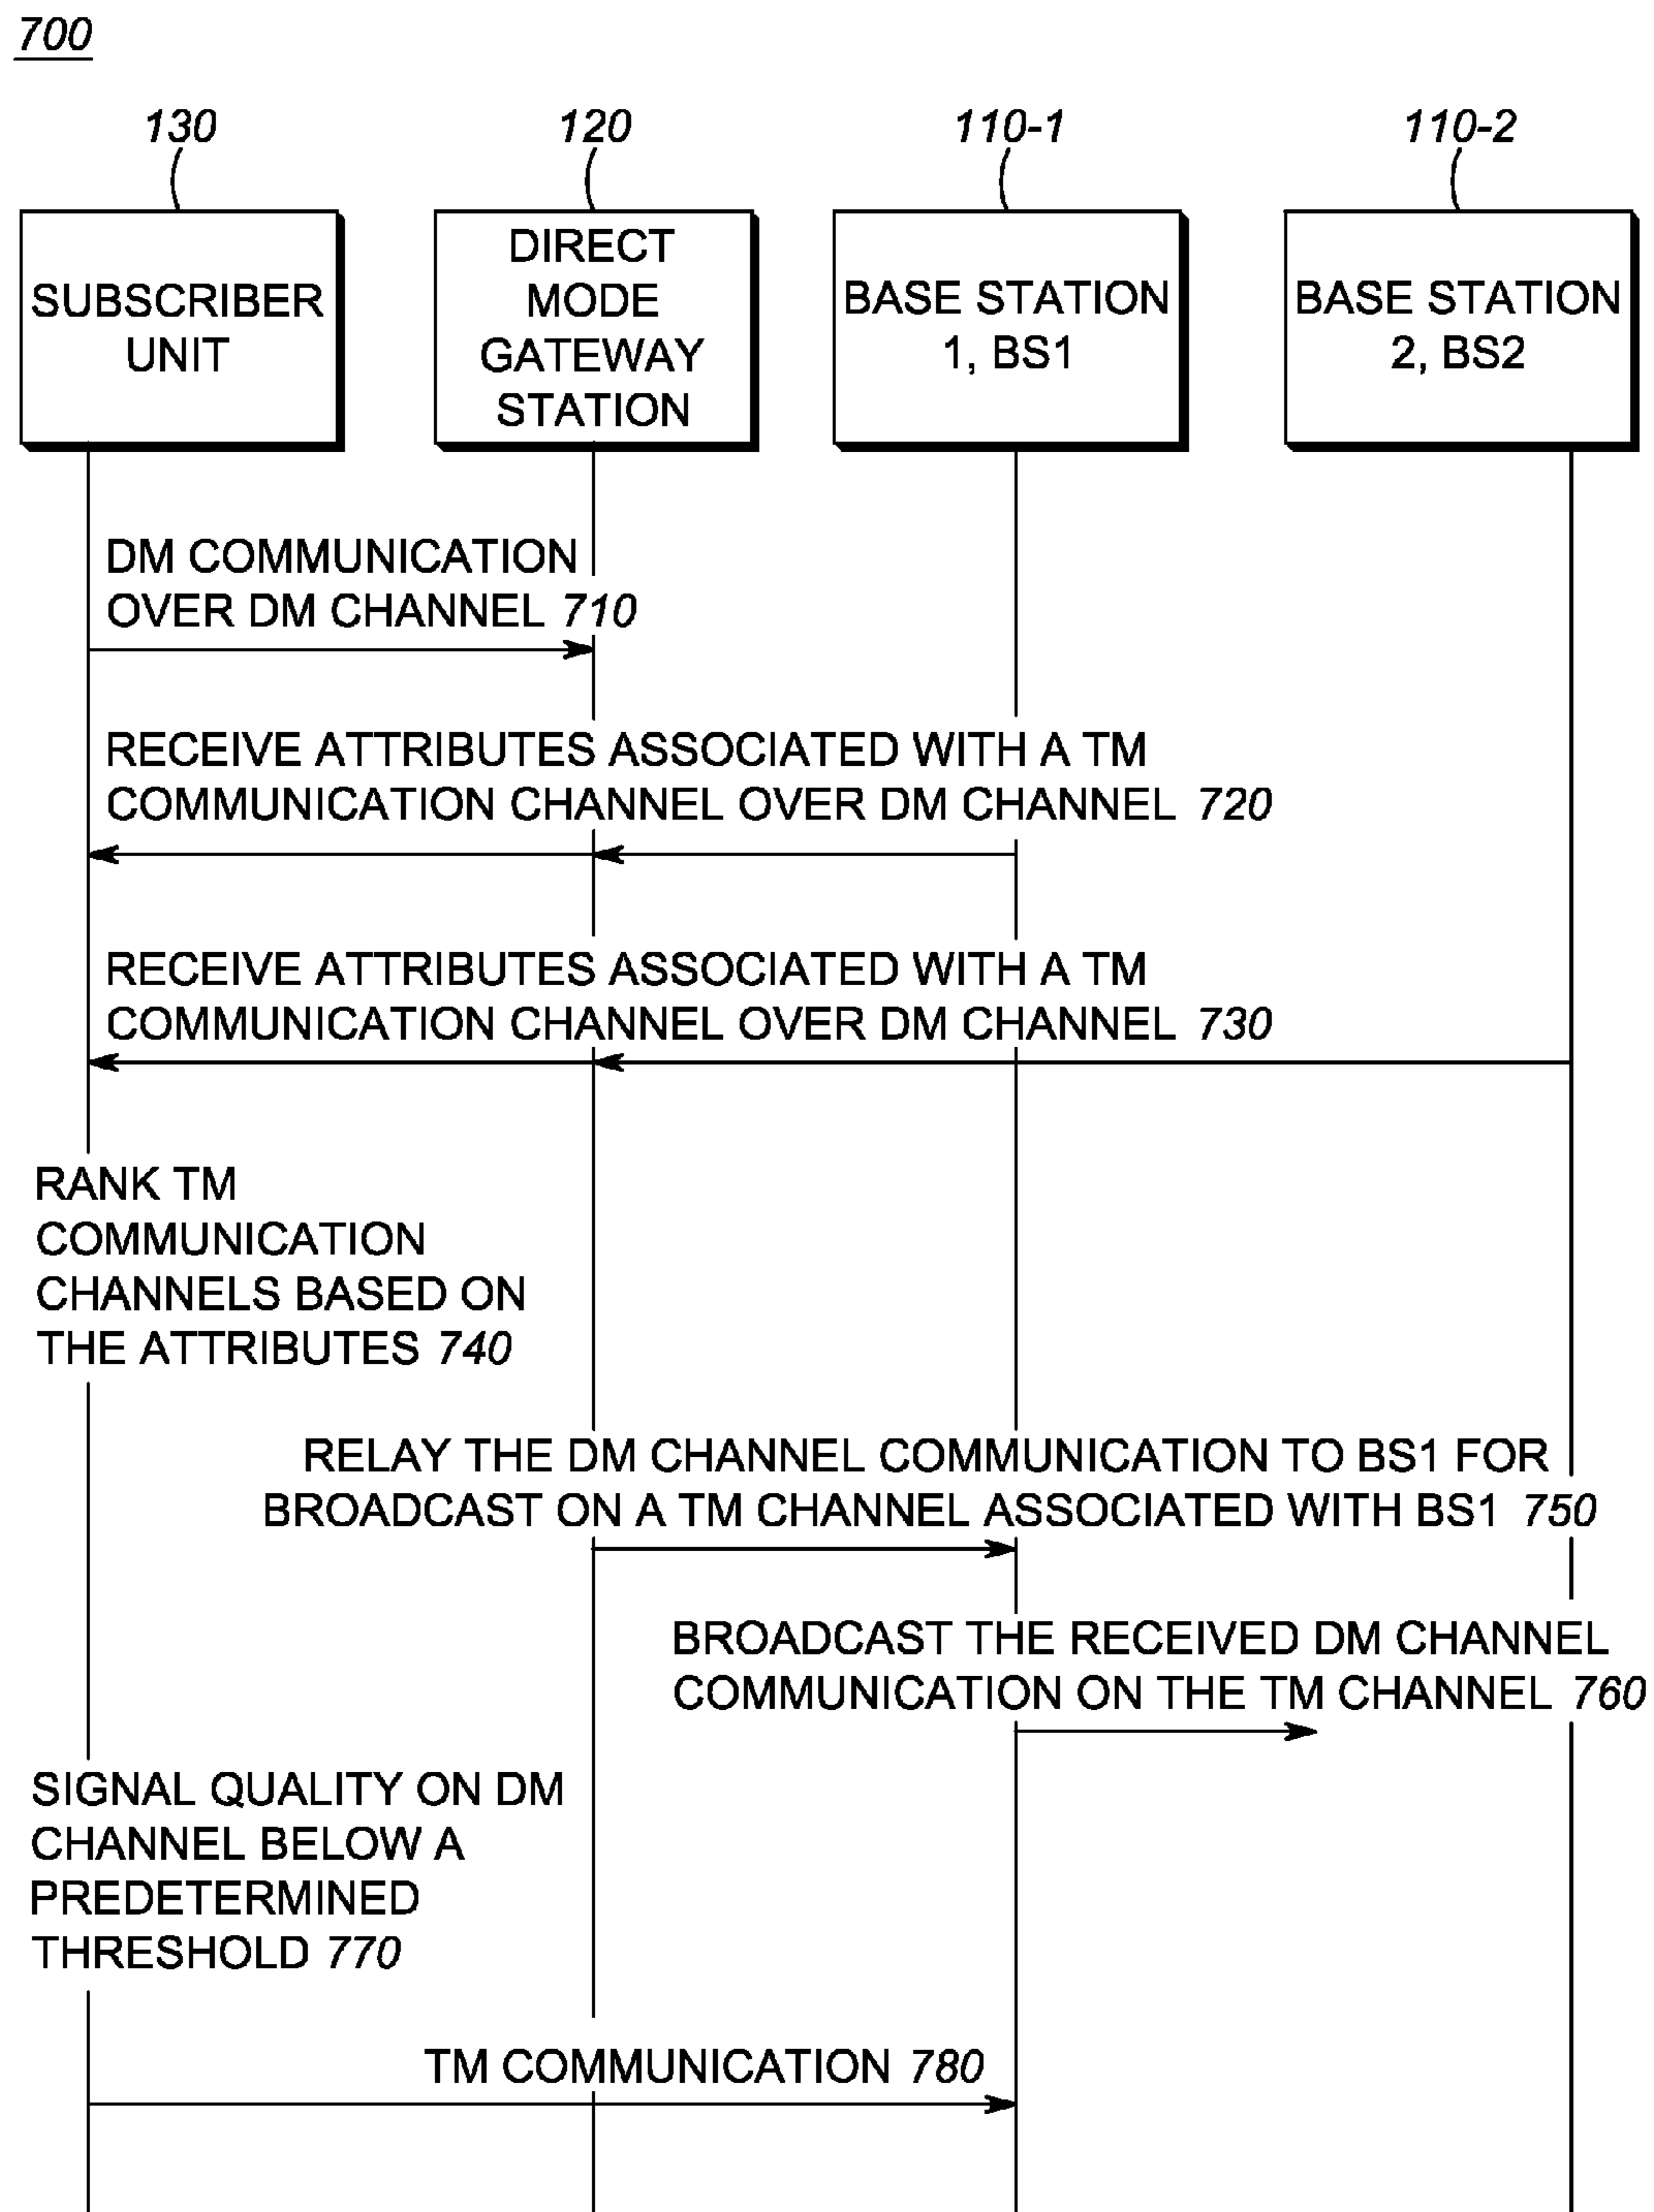 700
130
120
110-1
110-2
SUBSCRIBER
UNIT
DIRECT
MODE
GATEWAY
STATION
BASE STATION
1, BS1
BASE STATION
2, BS2
DM COMMUNICATION
OVER DM CHANNEL 710
RECEIVE ATTRIBUTES ASSOCIATED WITH A TM
COMMUNICATION CHANNEL OVER DM CHANNEL 720
RECEIVE ATTRIBUTES ASSOCIATED WITH A TM
COMMUNICATION CHANNEL OVER DM CHANNEL 730
RANK TM
COMMUNICATION
CHANNELS BASED ON
THE ATTRIBUTES 740
RELAY THE DM CHANNEL COMMUNICATION TO BS1 FOR
BROADCAST ON A TM CHANNEL ASSOCIATED WITH BS1 750
BROADCAST THE RECEIVED DM CHANNEL
COMMUNICATION ON THE TM CHANNEL 760
SIGNAL QUALITY ON DM
CHANNEL BELOW A
PREDETERMINED
THRESHOLD 770
TM COMMUNICATION 780